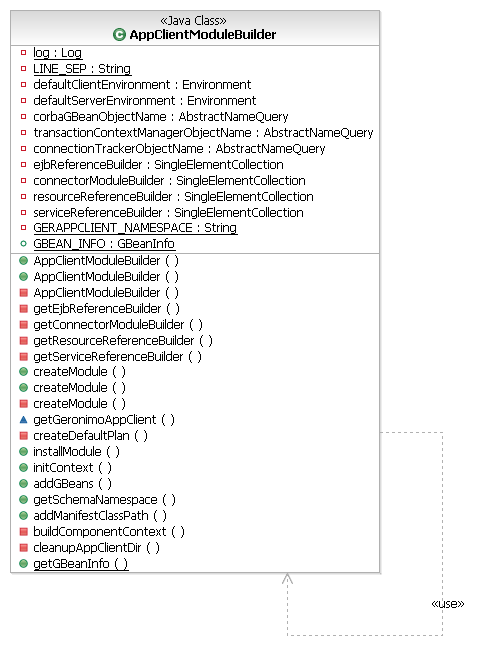 «Java Class»
AppClientModuleBuilder
log : Log
LINE_SEP : String
defaultClientEnvironment : Environment
defaultServerEnvironment : Environment
corbaGBeanObjectName : AbstractNameQuery
transactionContextManagerObjectName : AbstractNameQuery
connectionTrackerObjectName : AbstractNameQuery
ejbReferenceBuilder : SingleElementCollection
connectorModuleBuilder : SingleElementCollection
resourceReferenceBuilder : SingleElementCollection
serviceReferenceBuilder : SingleElementCollection
GERAPPCLIENT_NAMESPACE : String
GBEAN_INFO : GBeanInfo
AppClientModuleBuilder ( )
AppClientModuleBuilder ( )
AppClientModuleBuilder ( )
getEjbReferenceBuilder ( )
getConnectorModuleBuilder ( )
getResourceReferenceBuilder ( )
getServiceReferenceBuilder ( )
createModule ( )
createModule ( )
createModule ( )
getGeronimoAppClient ( )
createDefaultPlan ( )
installModule ( )
initContext ( )
addGBeans ( )
getSchemaNamespace ( )
addManifestClassPath ( )
buildComponentContext ( )
cleanupAppClientDir ( )
getGBeanInfo ( )
«use»